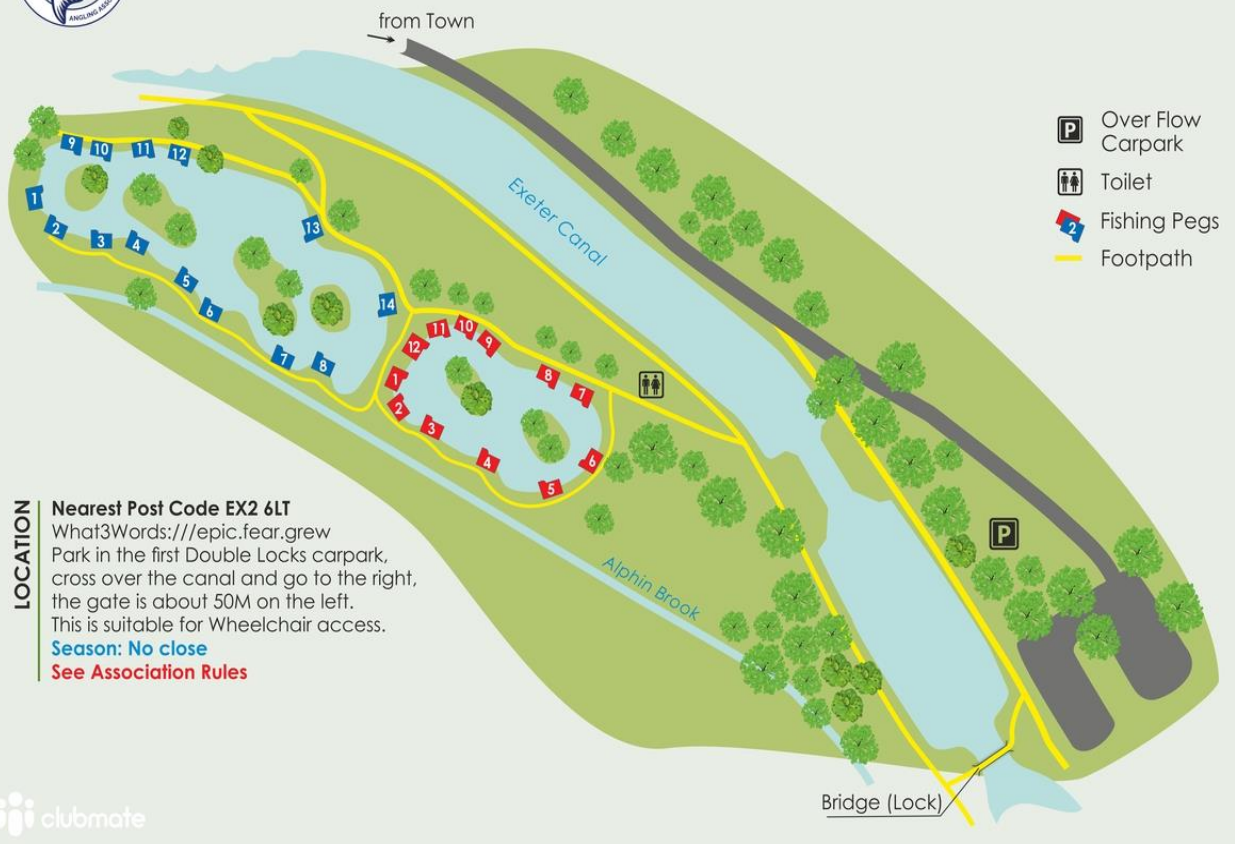 ANGLING
from Town
Over Flow
Carpark
Toilet
Fishing Pegs
Footpath
P
2
Exeter Canal
9 10 11 12
1
2
3
4
5
6
7
8
13
14
12
11
10
9
8
7
1
2
3
4
5
6
P
LOCATION
Nearest Post Code EX2 6LT
What3Words:///epic.fear.grew
Park in the first Double Locks carpark,
cross over the canal and go to the right,
the gate is about 50M on the left.
This is suitable for Wheelchair access.
Season: No close
See Association Rules
Alphin Brook
Bridge (Lock)
clubmate